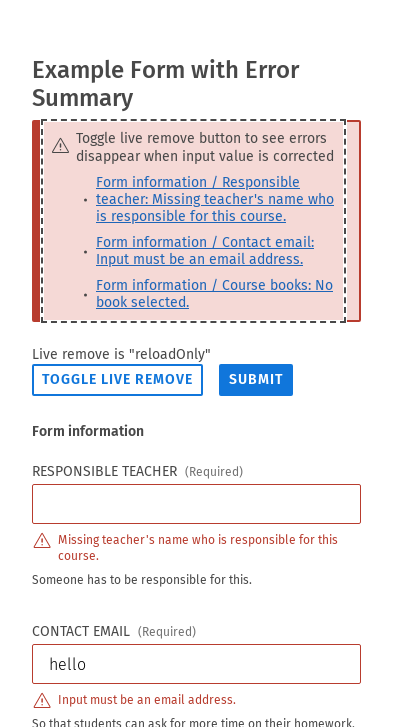 Example Form with Error
Summary
Toggle live remove button to see errors
disappear when input value is corrected
Form information / Responsible
teacher: Missing teacher's name who
is responsible for this course.
Form information / Contact email:
Input must be an email address.
Form information / Course books: No
book selected.
Live remove is "reloadOnly"
TOGGLE LIVE REMOVE SUBMIT
Form information
RESPONSIBLE TEACHER (Required)
Missing teacher's name who is responsible for this
course.
Someone has to be responsible for this.
CONTACT EMAIL (Required)
hello
Input must be an email address.
So that students can ask for more time on their homework.